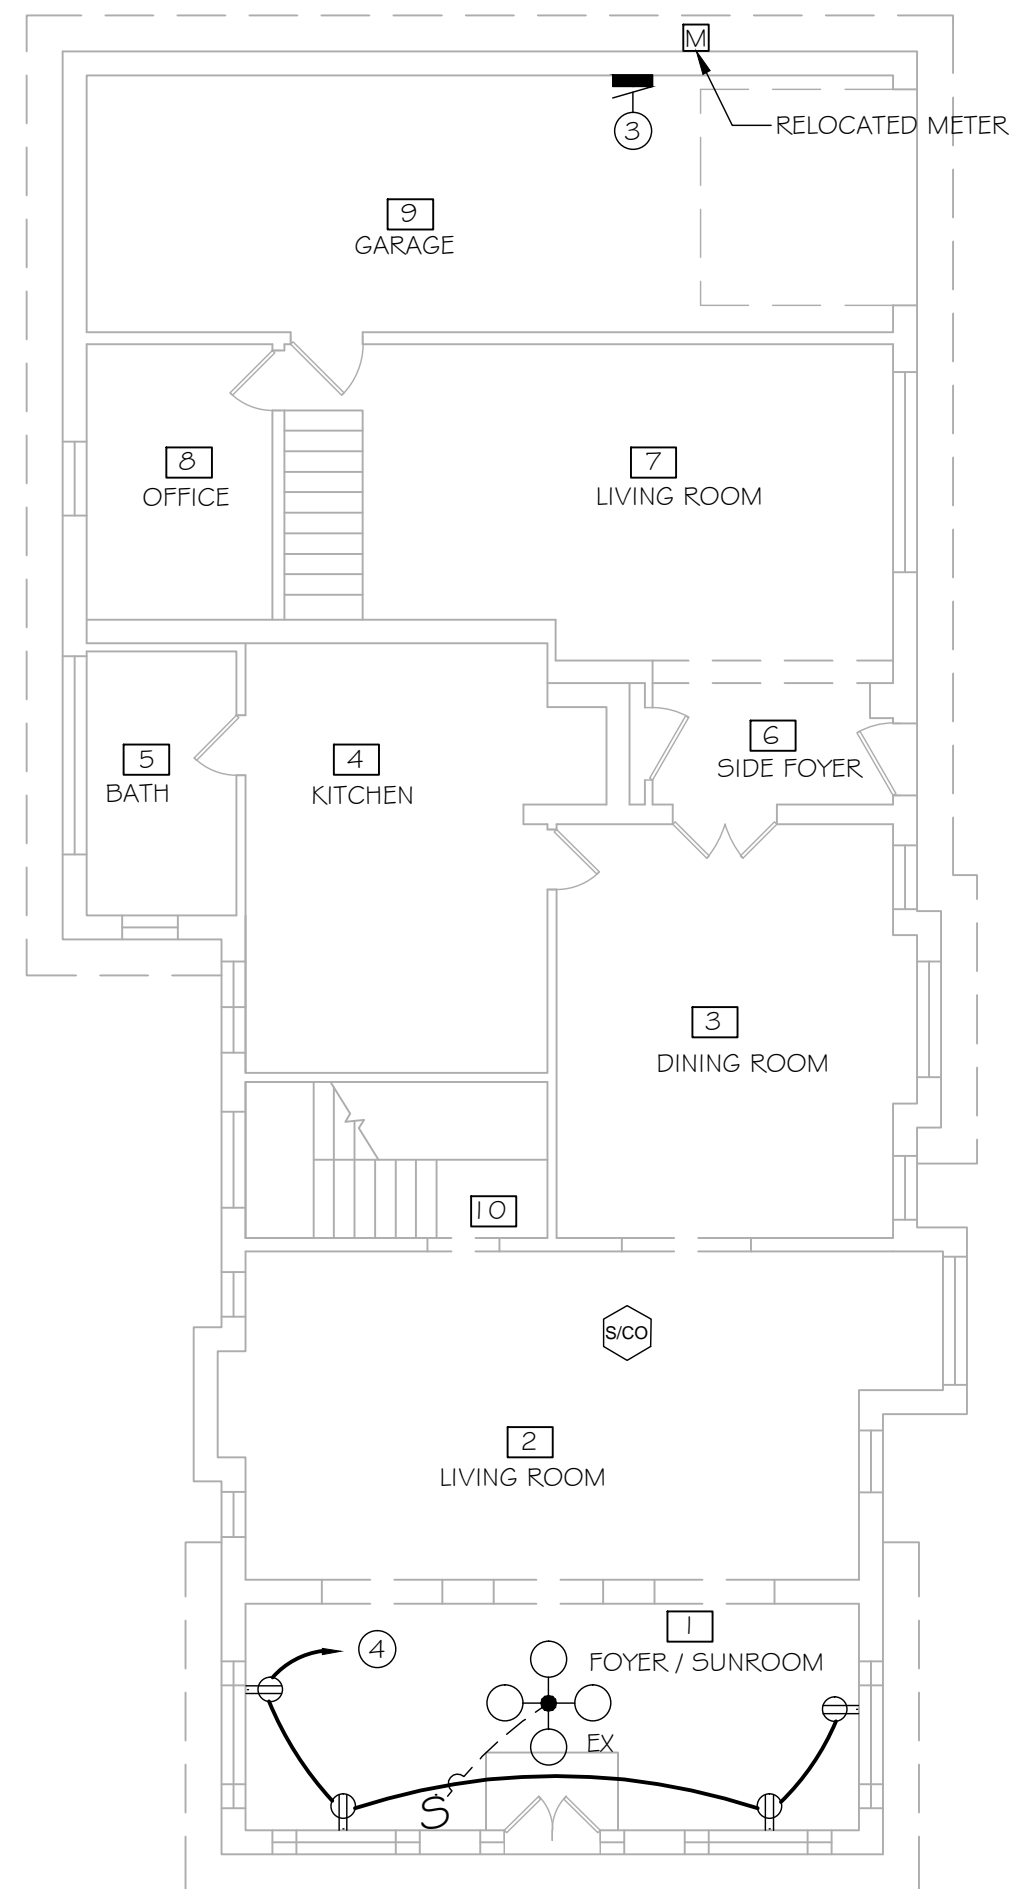 M
RELOCATED METER
3
9
GARAGE
8
OFFICE
7
LIVING ROOM
6
SIDE FOYER
5
BATH
4
KITCHEN
3
DINING ROOM
10
S/CO
2
LIVING ROOM
1
FOYER / SUNROOM
4
EX
S